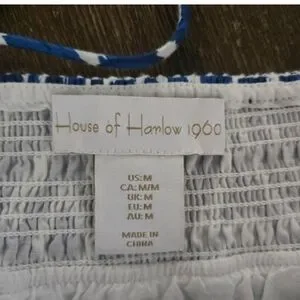 House of Harlow 1960
US:M
CA:M/M
UK:M
EU:M
AU:M
MADE IN
CHINA